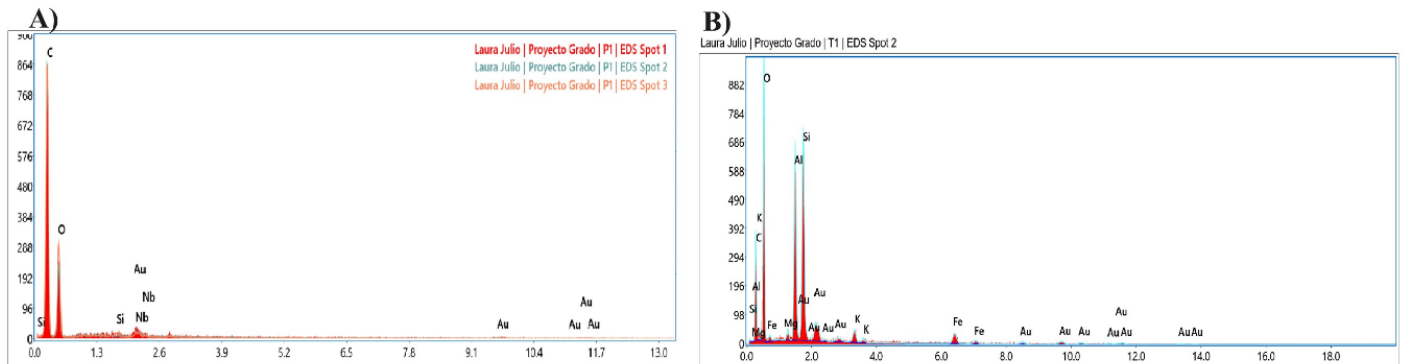 A)
900
864
768
672
576
480
384
288
192
96
0
C
O
Si
Si
Au
Nb
Nb
Au
Au
Au
Au
Laura Julio | Proyecto Grado | P1 | EDS Spot 1
Laura Julio | Proyecto Grado | P1 | EDS Spot 2
Laura Julio | Proyecto Grado | P1 | EDS Spot 3
0.0 1.3 2.6 3.9 5.2 6.5 7.8 9.1 10.4 11.7 13.0
B)
Laura Julio | Proyecto Grado | T1 | EDS Spot 2
882
784
686
588
490
392
294
196
98
0
O
Si
Al
K
C
Al
Si
Mg
Fe
Mg
Au
Au
Au
Au
Au
K
K
Fe
Fe
Au
Au
Au
Au
Au
Au
Au Au
0.0 2.0 4.0 6.0 8.0 10.0 12.0 14.0 16.0 18.0